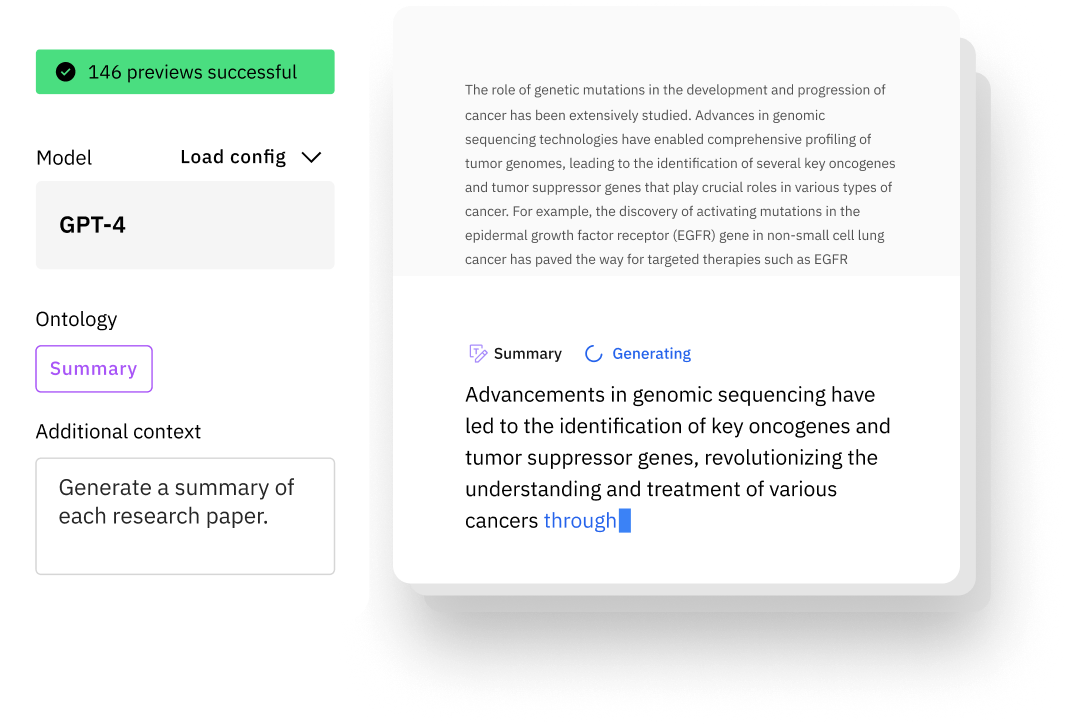 146 previews successful
Model
Load config
GPT-4
Ontology
Summary
Additional context
Generate a summary of
each research paper.
The role of genetic mutations in the development and progression of
cancer has been extensively studied. Advances in genomic
sequencing technologies have enabled comprehensive profiling of
tumor genomes, leading to the identification of several key oncogenes
and tumor suppressor genes that play crucial roles in various types of
cancer. For example, the discovery of activating mutations in the
epidermal growth factor receptor (EGFR) gene in non-small cell lung
cancer has paved the way for targeted therapies such as EGFR
Summary
Generating
Advancements in genomic sequencing have
led to the identification of key oncogenes and
tumor suppressor genes, revolutionizing the
understanding and treatment of various
cancers through